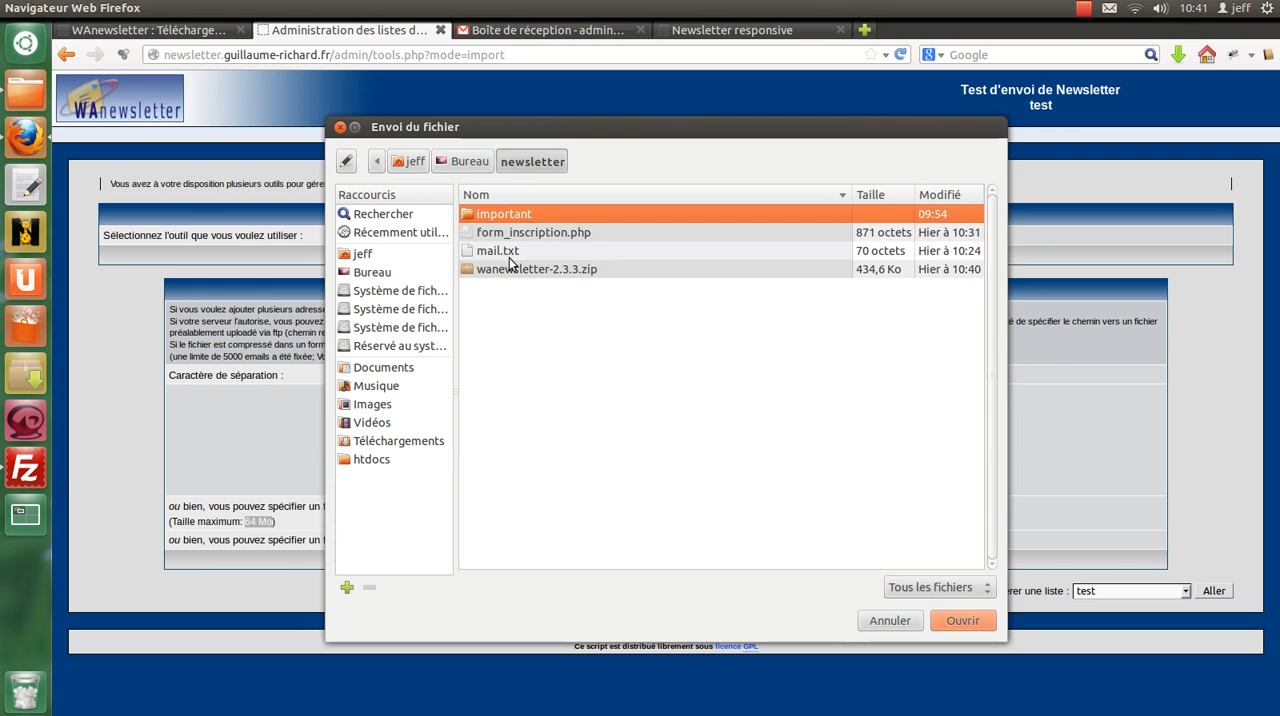 Navigateur Web Firefox
10:41 jeff
WAnewsletter : Télécharge...
Administration des listes d...
Boîte de réception - admin...
Newsletter responsive
newsletter.guillaume-richard.fr/admin/tools.php?mode=import
Google
WAnewsletter
Test d'envoi de Newsletter
test
Envoi du fichier
jeff Bureau newsletter
Vous avez à votre disposition plusieurs outils pour gére
Raccourcis
Nom Taille Modifié
Rechercher
important 09:54
Récemment util...
form_inscription.php 871 octets Hier à 10:31
Sélectionnez l'outil que vous voulez utiliser :
jeff
mail.txt 70 octets Hier à 10:24
Bureau
wanewsletter-2.3.3.zip 434,6 Ko Hier à 10:40
Système de fich...
Système de fich...
Système de fich...
Réservé au syst...
Documents
Musique
Images
Vidéos
Téléchargements
htdocs
Si vous voulez ajouter plusieurs adresse
Si votre serveur l'autorise, vous pouvez
té de spécifier le chemin vers un fichier
préalablement uploadé via ftp (chemin re
Si le fichier est compressé dans un form
(une limite de 5000 emails a été fixée; Vo
Caractère de séparation :
ou bien, vous pouvez spécifier un f
(Taille maximum: 64 Mo)
ou bien, vous pouvez spécifier un f
Tous les fichiers
érer une liste : test Aller
Annuler Ouvrir
Ce script est distribué librement sous licence GPL